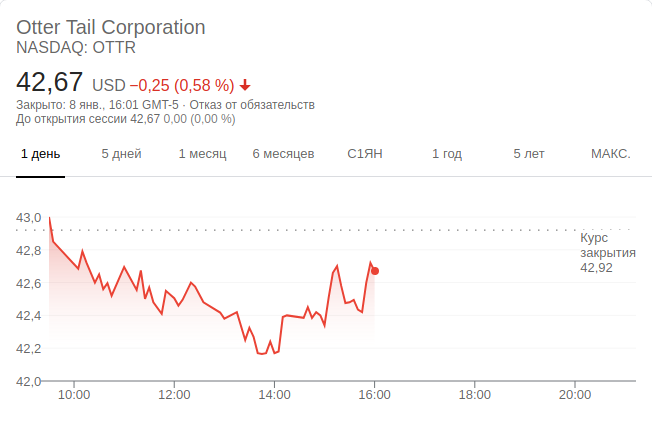 Otter Tail Corporation
NASDAQ: OTTR
42,67 USD −0,25 (0,58 %)
Закрыто: 8 янв., 16:01 GMT-5 · Отказ от обязательств
До открытия сессии 42,67 0,00 (0,00 %)
1 день 5 дней 1 месяц 6 месяцев С1ЯН 1 год 5 лет МАКС.
43,0
Курс
закрытия
42,92
42,8
42,6
42,4
42,2
42,0
10:00 12:00 14:00 16:00 18:00 20:00